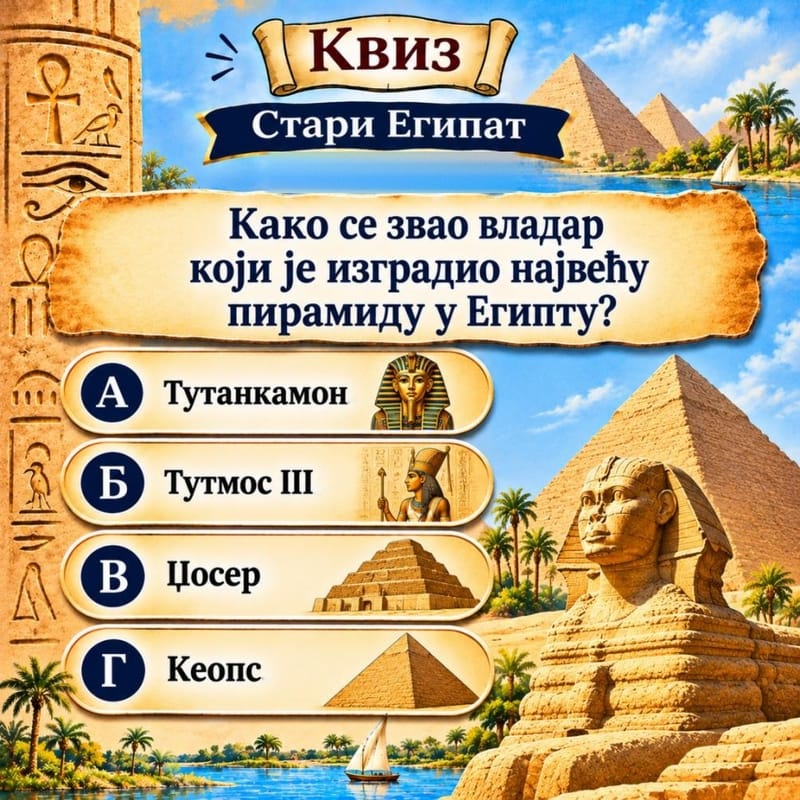 Квиз
Стари Египат
Како се звао владар
који је изградио највећу
пирамиду у Египту?
А Тутанкамон
Б Тутмос III
В Џосер
Г Кеопс